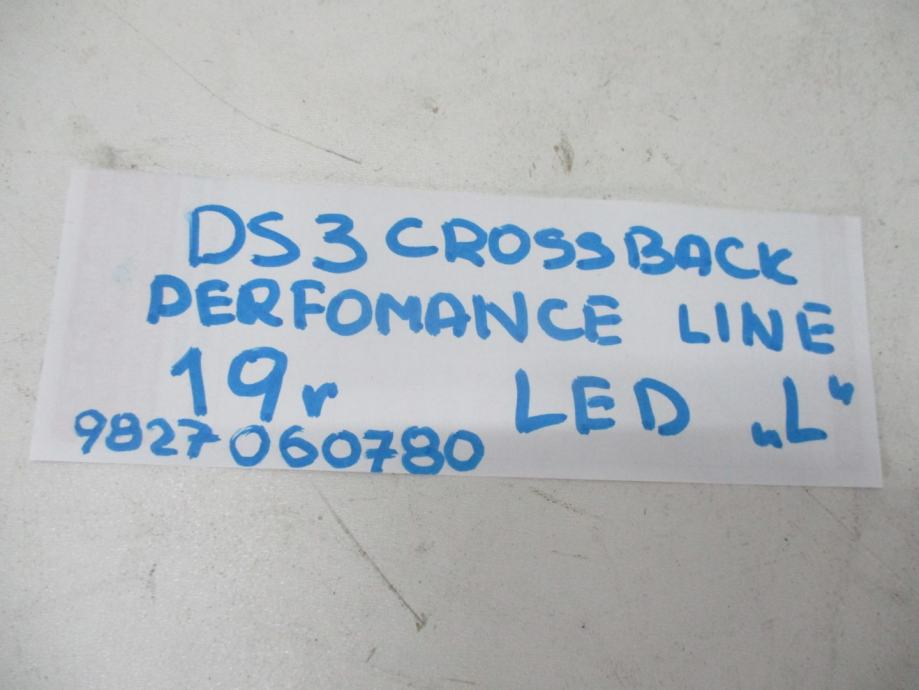 DS3 CROSSBACK
PERFOMANCE LINE
19r LED „L“
9827060780